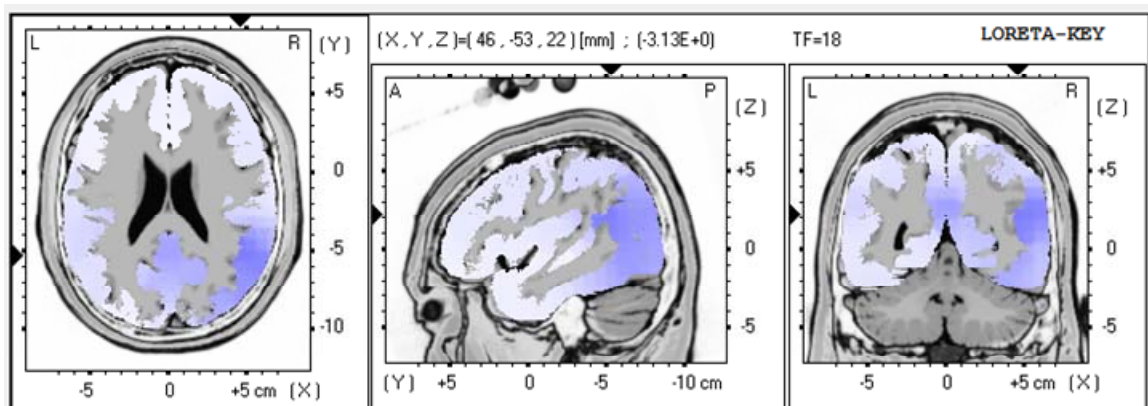 (X,Y,Z)=(46,-53,22)[mm];(-3.13E+0) TF=18 LORETA-KEY
L R (Y)
+5
0
-5
-10
-5 0 +5 cm (X)
A P (Z)
+5
0
-5
(Y) +5 0 -5 -10 cm
L R (Z)
+5
0
-5
-5 0 +5 cm (X)